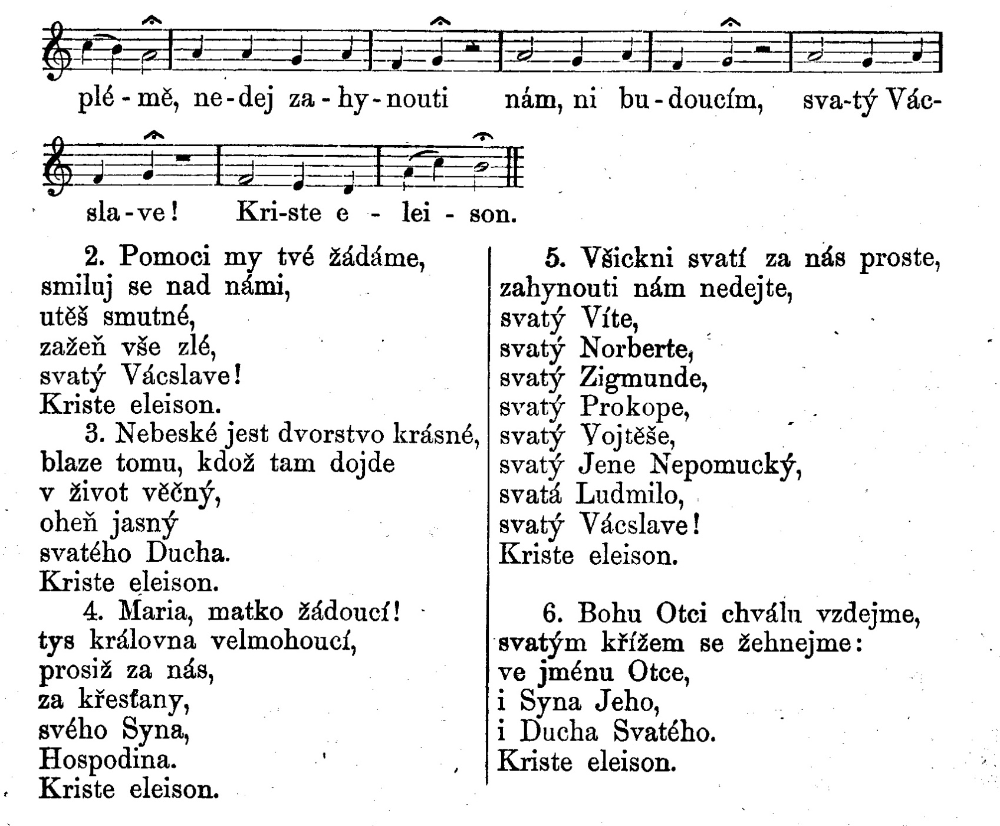 plé - mě, ne-dej za-hy-nouti nám, ni bu-doucím, sva-tý Vác-
sla-ve! Kri-ste e - lei - son.
2. Pomoci my tvé žádáme,
smiluj se nad námi,
utěš smutné,
zažeň vše zlé,
svatý Vácslave!
Kriste eleison.
3. Nebeské jest dvorstvo krásné,
blaze tomu, kdož tam dojde
v život věčný,
oheň jasný
svatého Ducha.
Kriste eleison.
4. Maria, matko žádoucí!
tys královna velmohoucí,
prosiž za nás,
za křesťany,
svého Syna,
Hospodina.
Kriste eleison.
5. Všickni svatí za nás proste,
zahynouti nám nedejte,
svatý Víte,
svatý Norberte,
svatý Zigmunde,
svatý Prokope,
svatý Vojtěše,
svatý Jene Nepomucký,
svatá Ludmilo,
svatý Vácslave!
Kriste eleison.
6. Bohu Otci chválu vzdejme,
svatým křížem se žehnejme:
ve jménu Otce,
i Syna Jeho,
i Ducha Svatého.
Kriste eleison.